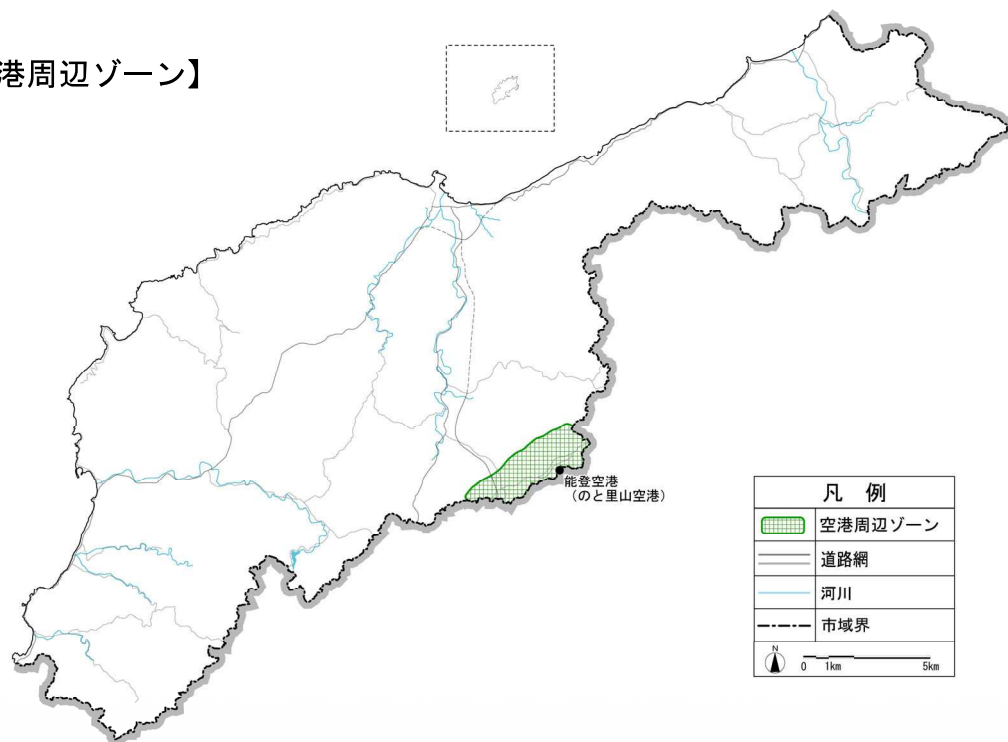 港周辺ゾーン】
能登空港
（のと里山空港）
凡 例
空港周辺ゾーン
道路網
河川
市域界
N
0 1km 5km